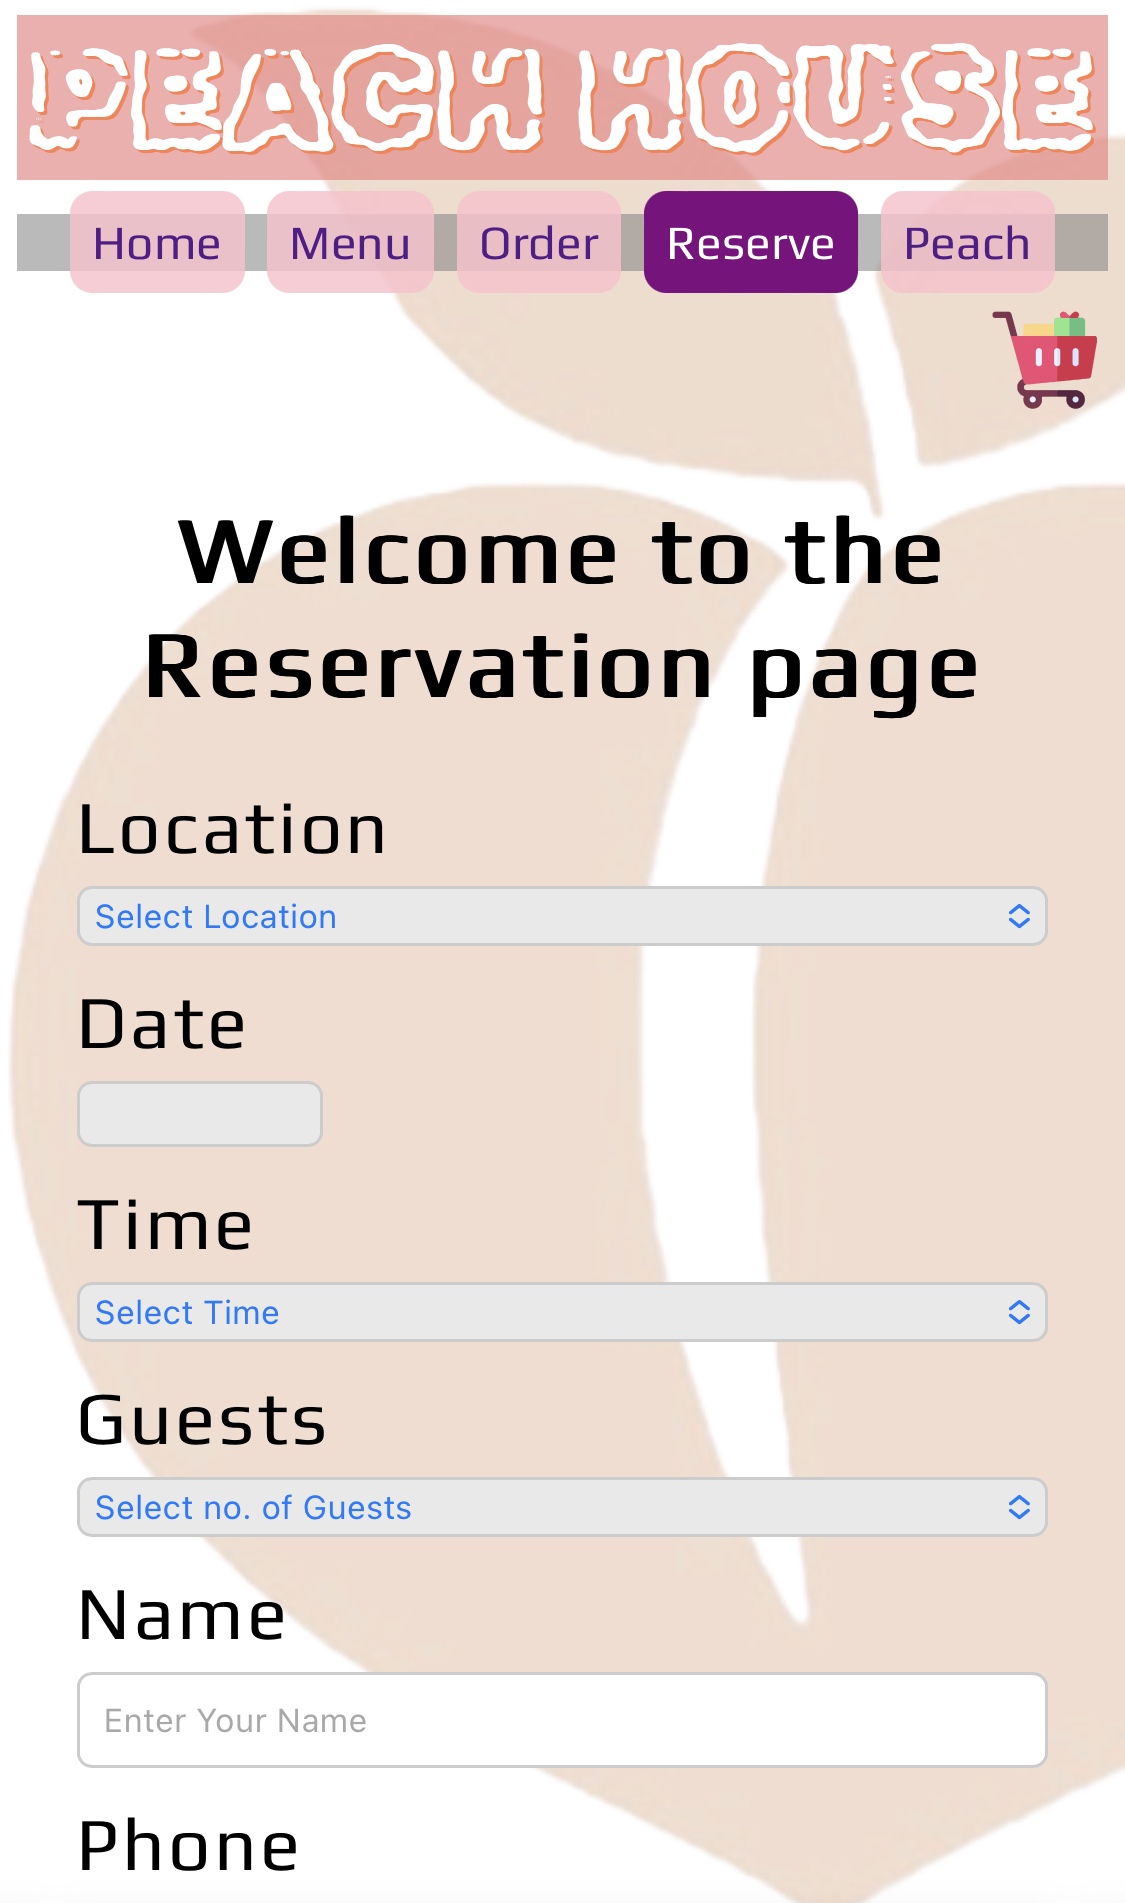 PEACH HOUSE
Home Menu Order Reserve Peach
Welcome to the
Reservation page
Location
Select Location
Date
Time
Select Time
Guests
Select no. of Guests
Name
Enter Your Name
Phone